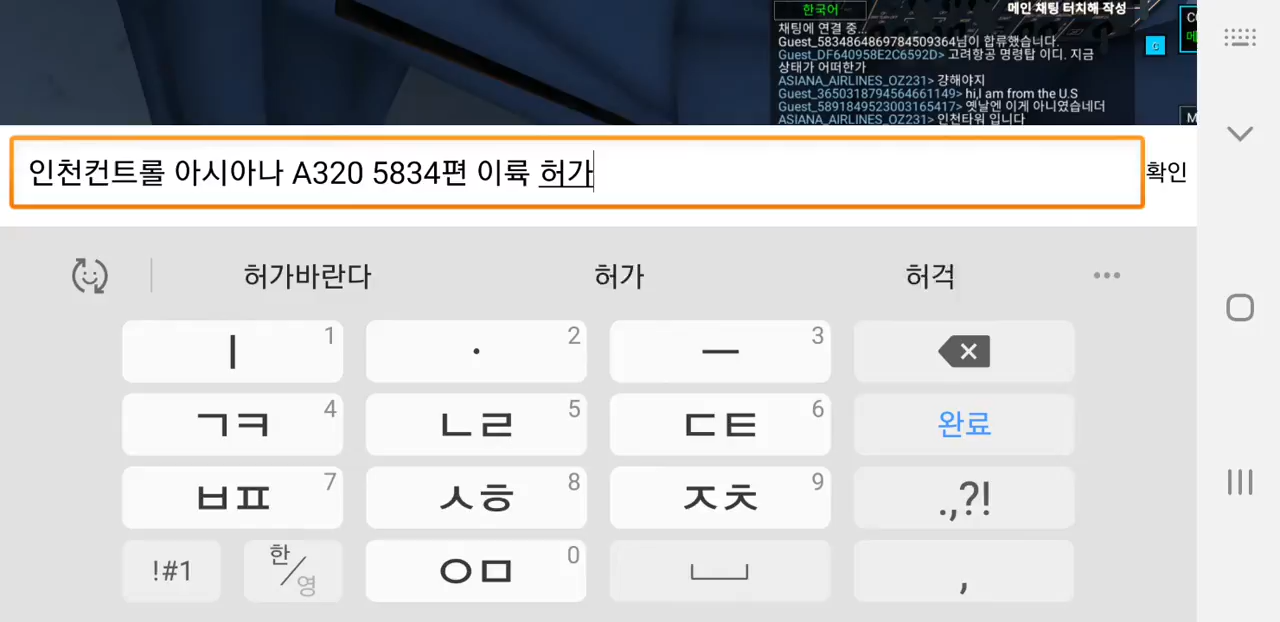 한국어
메인 채팅 터치해 작성
채팅에 연결 중...
Guest_5834864869784509364님이 합류했습니다.
Guest_DF640958E2C6592D> 고려항공 명령탑 이디. 지금
상태가 어떠한가
ASIANA_AIRLINES_OZ231> 강해야지
Guest_3650318794564661149> hi,I am from the U.S
Guest_5891849523003165417> 옛날엔 이게 아니였습네더
ASIANA_AIRLINES_OZ231> 인천타워 입니다
인천컨트롤 아시아나 A320 5834편 이륙 허가
확인
허가바란다 허가 허걱
ㅣ 1 · 2 ㅡ 3
ㄱㅋ 4 ㄴㄹ 5 ㄷㅌ 6 완료
ㅂㅍ 7 ㅅㅎ 8 ㅈㅊ 9 .,?!
!#1 한/영 ㅇㅁ 0 ,